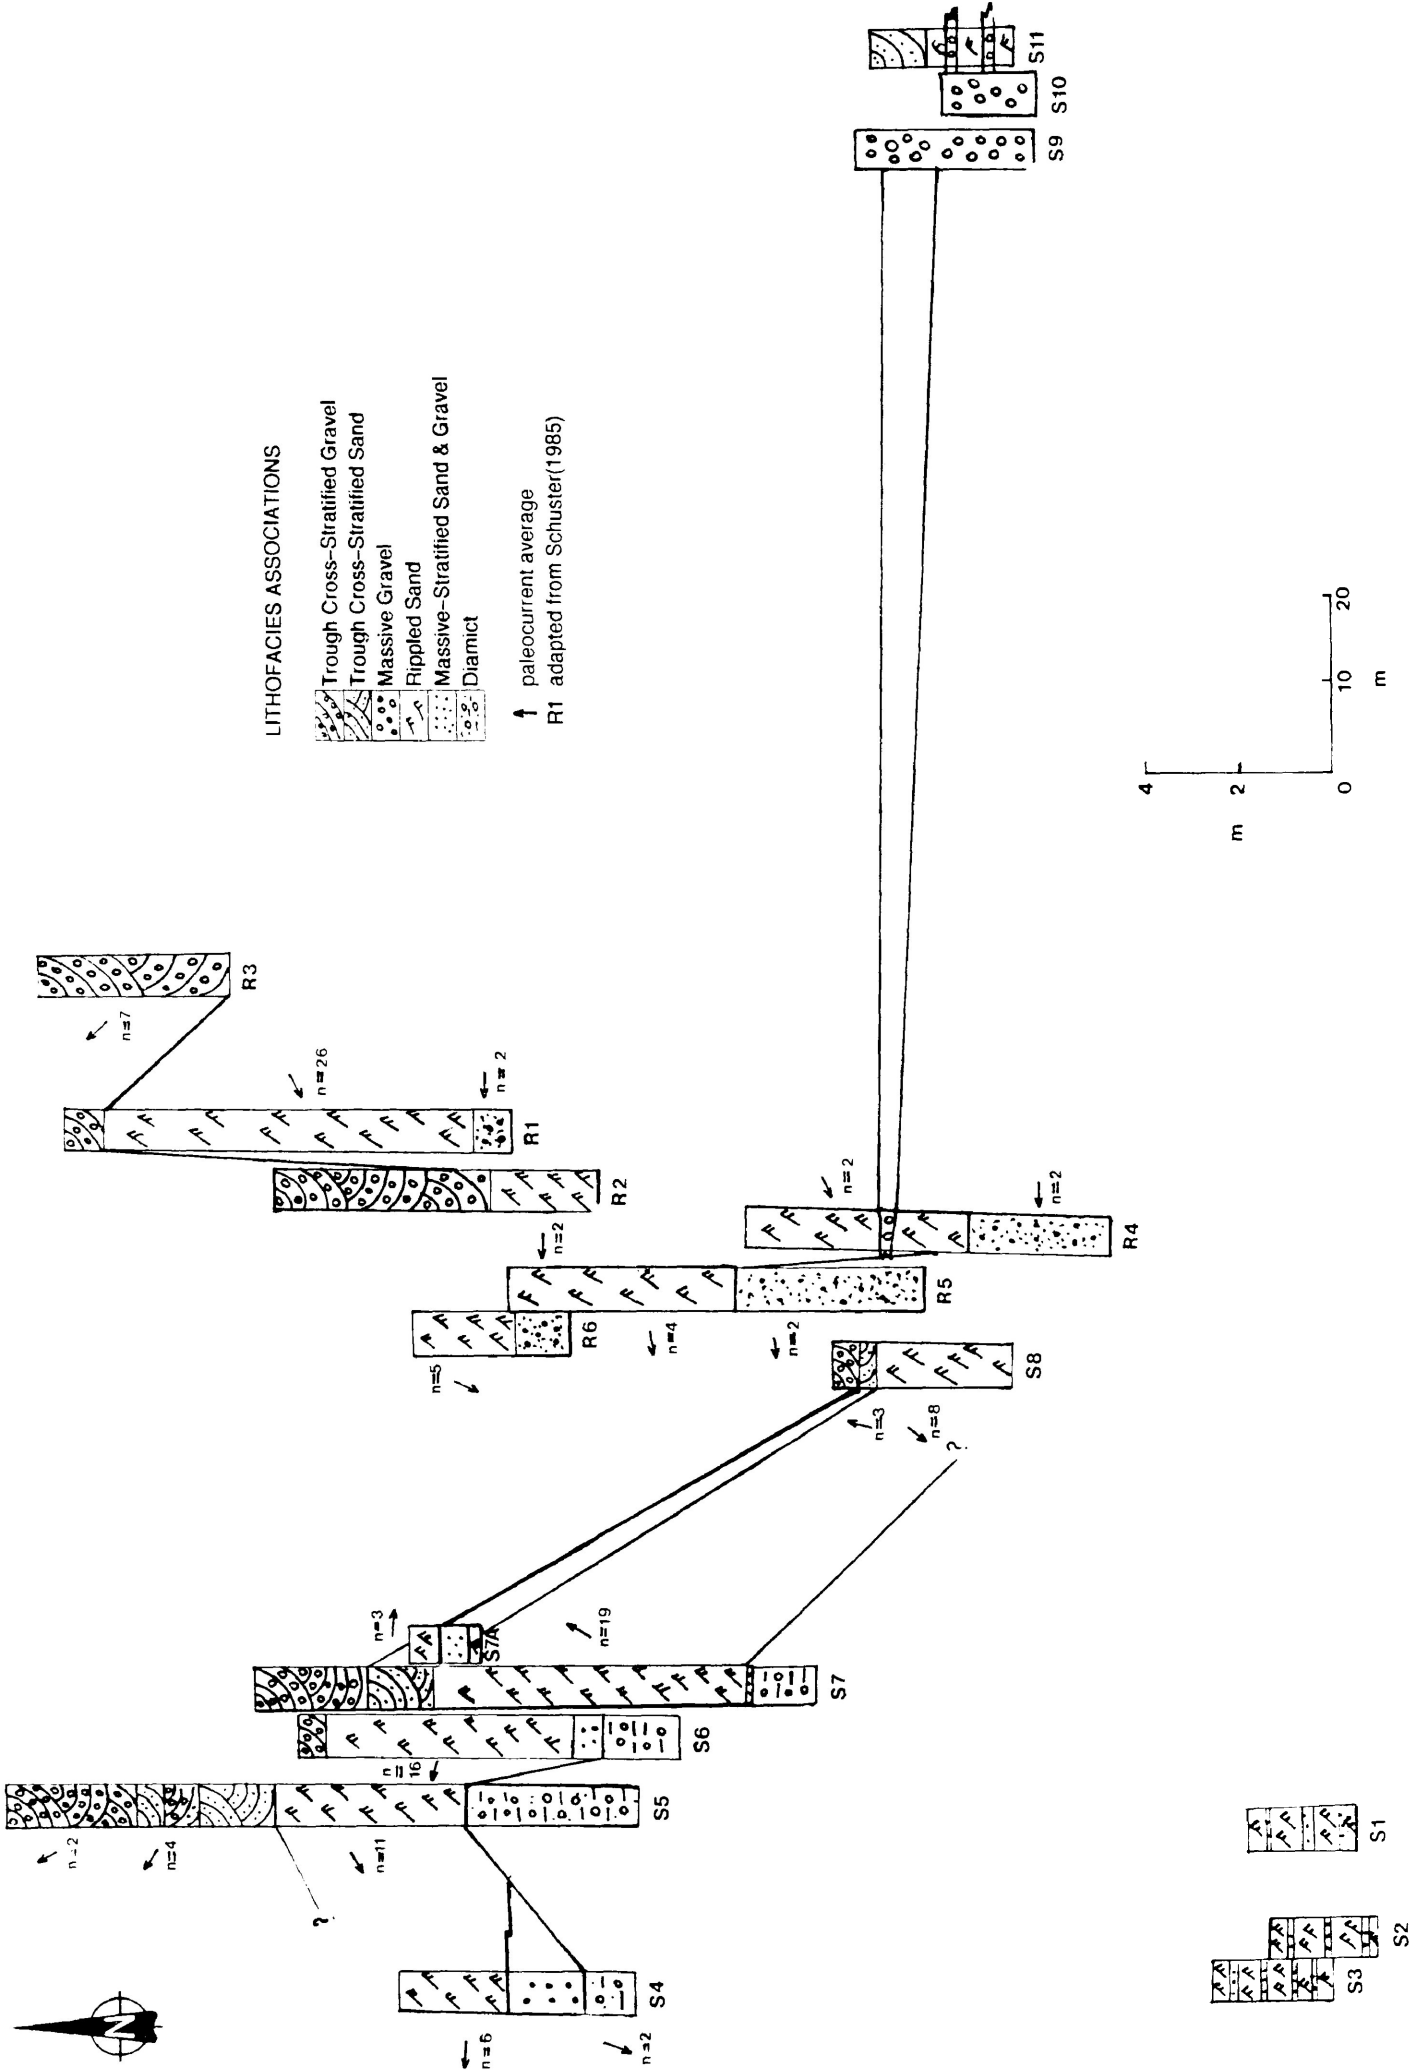 N
LITHOFACIES ASSOCIATIONS
Trough Cross-Stratified Gravel
Trough Cross-Stratified Sand
Massive Gravel
Rippled Sand
Massive-Stratified Sand & Gravel
Diamict
paleocurrent average
R1 adapted from Schuster(1985)
S4
n=6
n=2
S5
n=2
n=4
n=11
?
S6
n=16
S7
S7A
n=3
n=19
?
S8
n=3
n=8
R6
n=5
R5
n=2
n=4
n=2
R4
n=2
n=2
R2
R1
n=26
n=2
R3
n=7
S9
S10
S11
S3
S2
S1
4
2
0
m
10
20
m